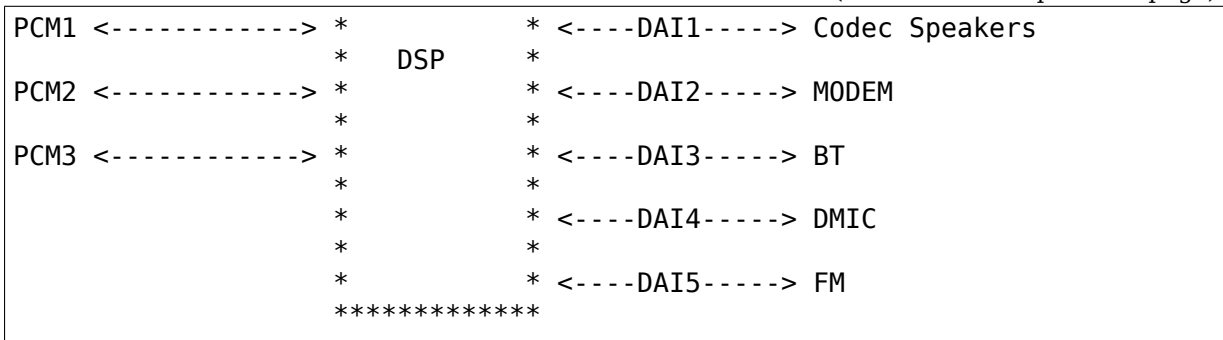 PCM1 <------------> *           * <----DAI1-----> Codec Speakers
                    *   DSP     *
PCM2 <------------> *           * <----DAI2-----> MODEM
                    *           *
PCM3 <------------> *           * <----DAI3-----> BT
                    *           *
                    *           * <----DAI4-----> DMIC
                    *           *
                    *           * <----DAI5-----> FM
                    *************